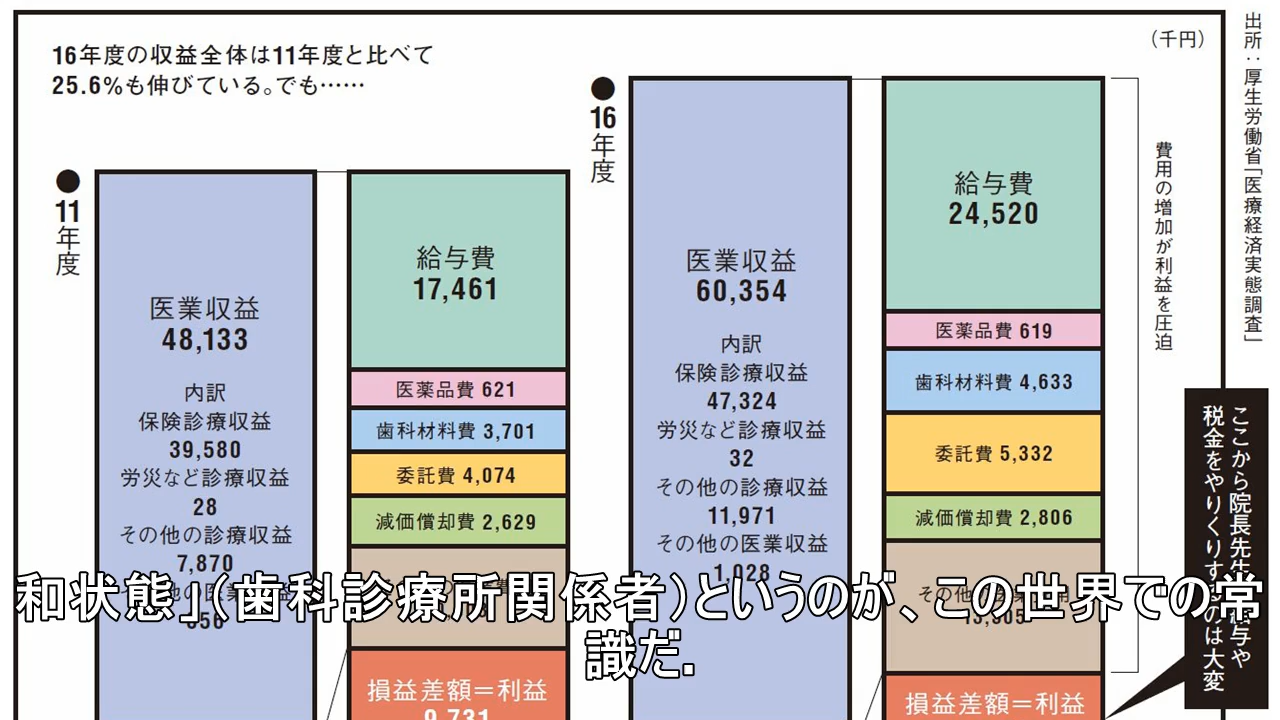 16年度の収益全体は11年度と比べて
25.6%も伸びている。でも……
(千円)
出所：厚生労働省「医療経済実態調査」
●11年度
医業収益
48,133
内訳
保険診療収益
39,580
労災など診療収益
28
その他の診療収益
7,870
給与費
17,461
医薬品費 621
歯科材料費 3,701
委託費 4,074
減価償却費 2,629
損益差額＝利益
9,731
●16年度
医業収益
60,354
内訳
保険診療収益
47,324
労災など診療収益
32
その他の診療収益
11,971
その他の医業収益
1,028
給与費
24,520
医薬品費 619
歯科材料費 4,633
委託費 5,332
減価償却費 2,806
損益差額＝利益
費用の増加が利益を圧迫
ここから院長先生
税金をやりくりす
は大変
和状態」（歯科診療所関係者）というのが、この世界での常
識だ.